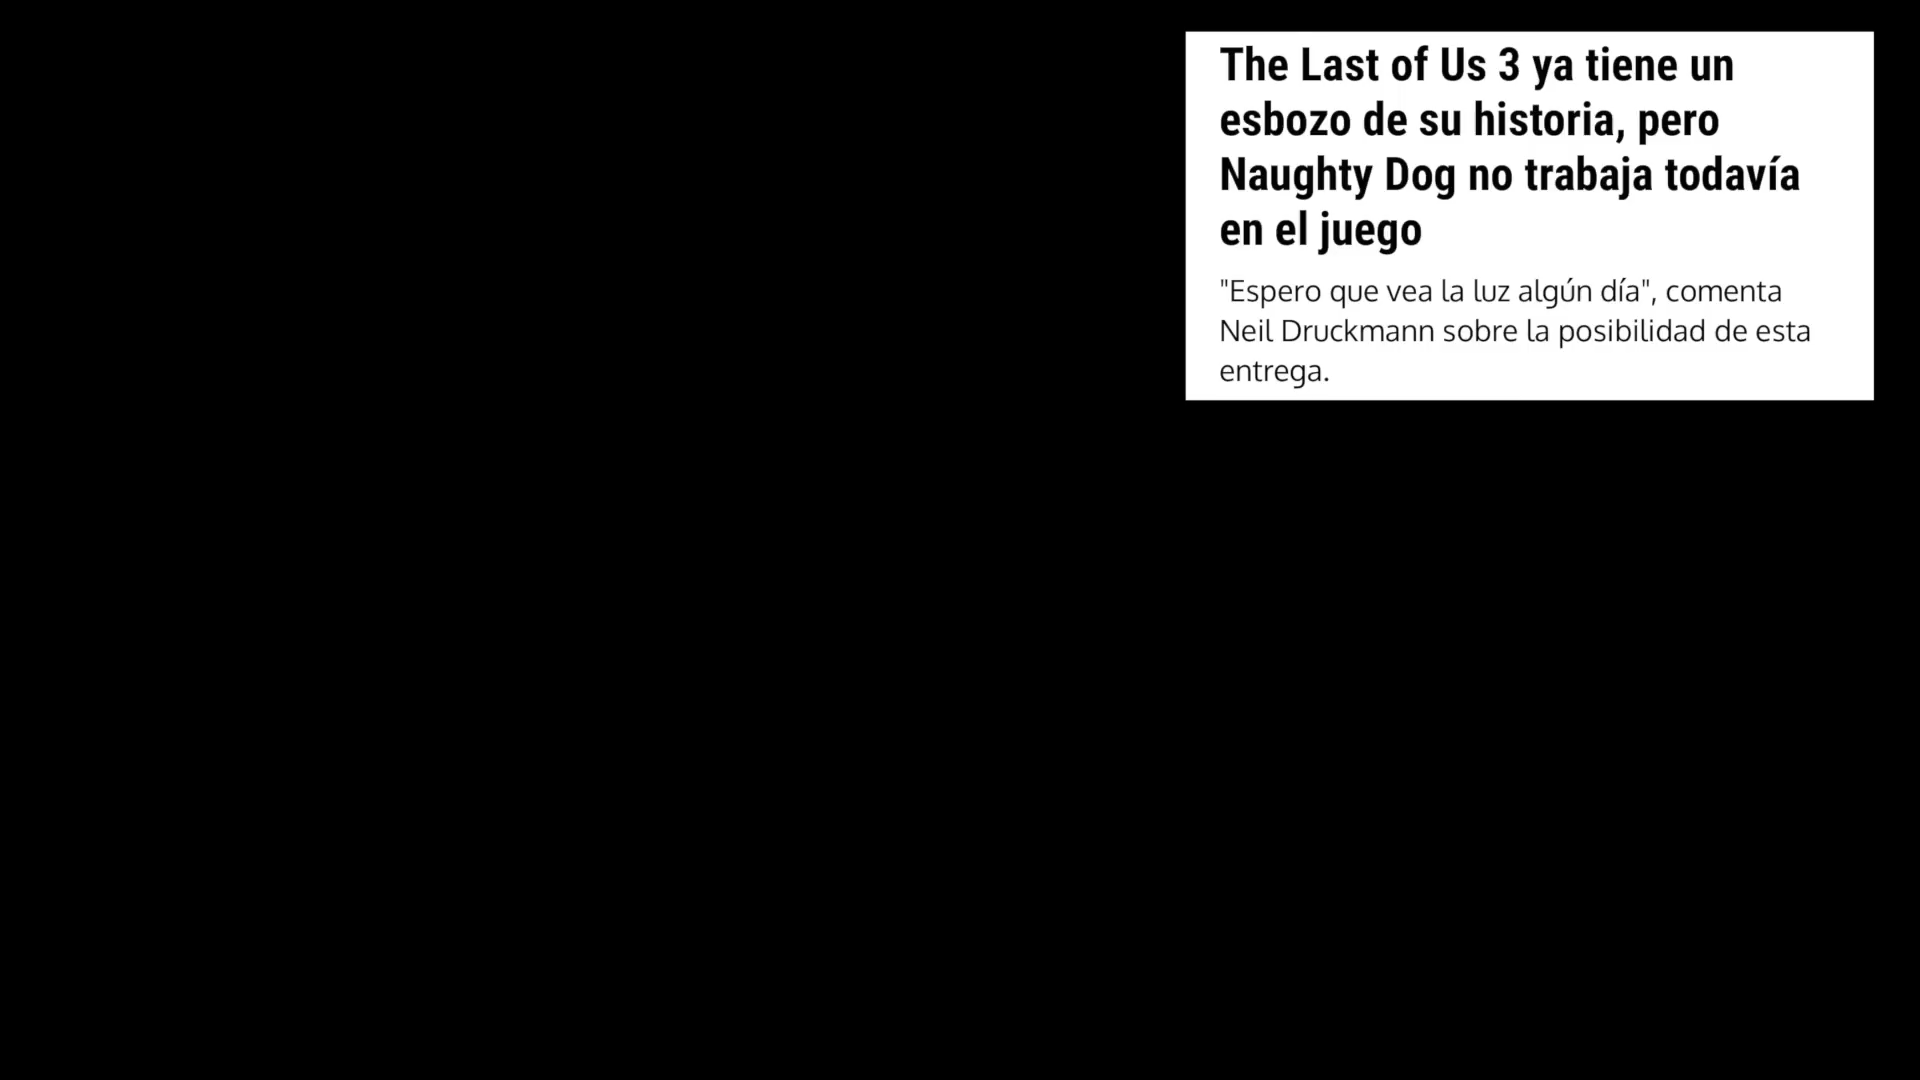 The Last of Us 3 ya tiene un
esbozo de su historia, pero
Naughty Dog no trabaja todavía
en el juego
"Espero que vea la luz algún día", comenta
Neil Druckmann sobre la posibilidad de esta
entrega.